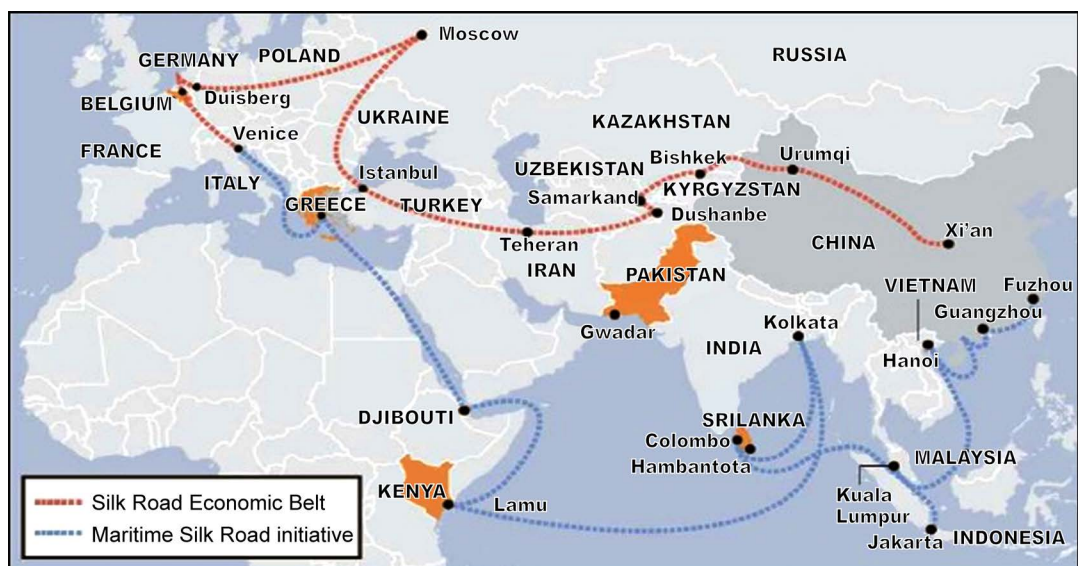 Moscow
RUSSIA
GERMANY
POLAND
BELGIUM
Duisberg
UKRAINE
KAZAKHSTAN
Venice
FRANCE
Bishkek
Urumqi
UZBEKISTAN
ITALY
Istanbul
KYRGYZSTAN
Samarkand
GREECE
TURKEY
Dushanbe
Xi'an
Teheran
CHINA
IRAN
PAKISTAN
VIETNAM
Fuzhou
Guangzhou
Gwadar
Kolkata
INDIA
Hanoi
DJIBOUTI
SRILANKA
Colombo
Hambantota
MALAYSIA
KENYA
Lamu
Kuala
Lumpur
Jakarta
INDONESIA
Silk Road Economic Belt
Maritime Silk Road initiative